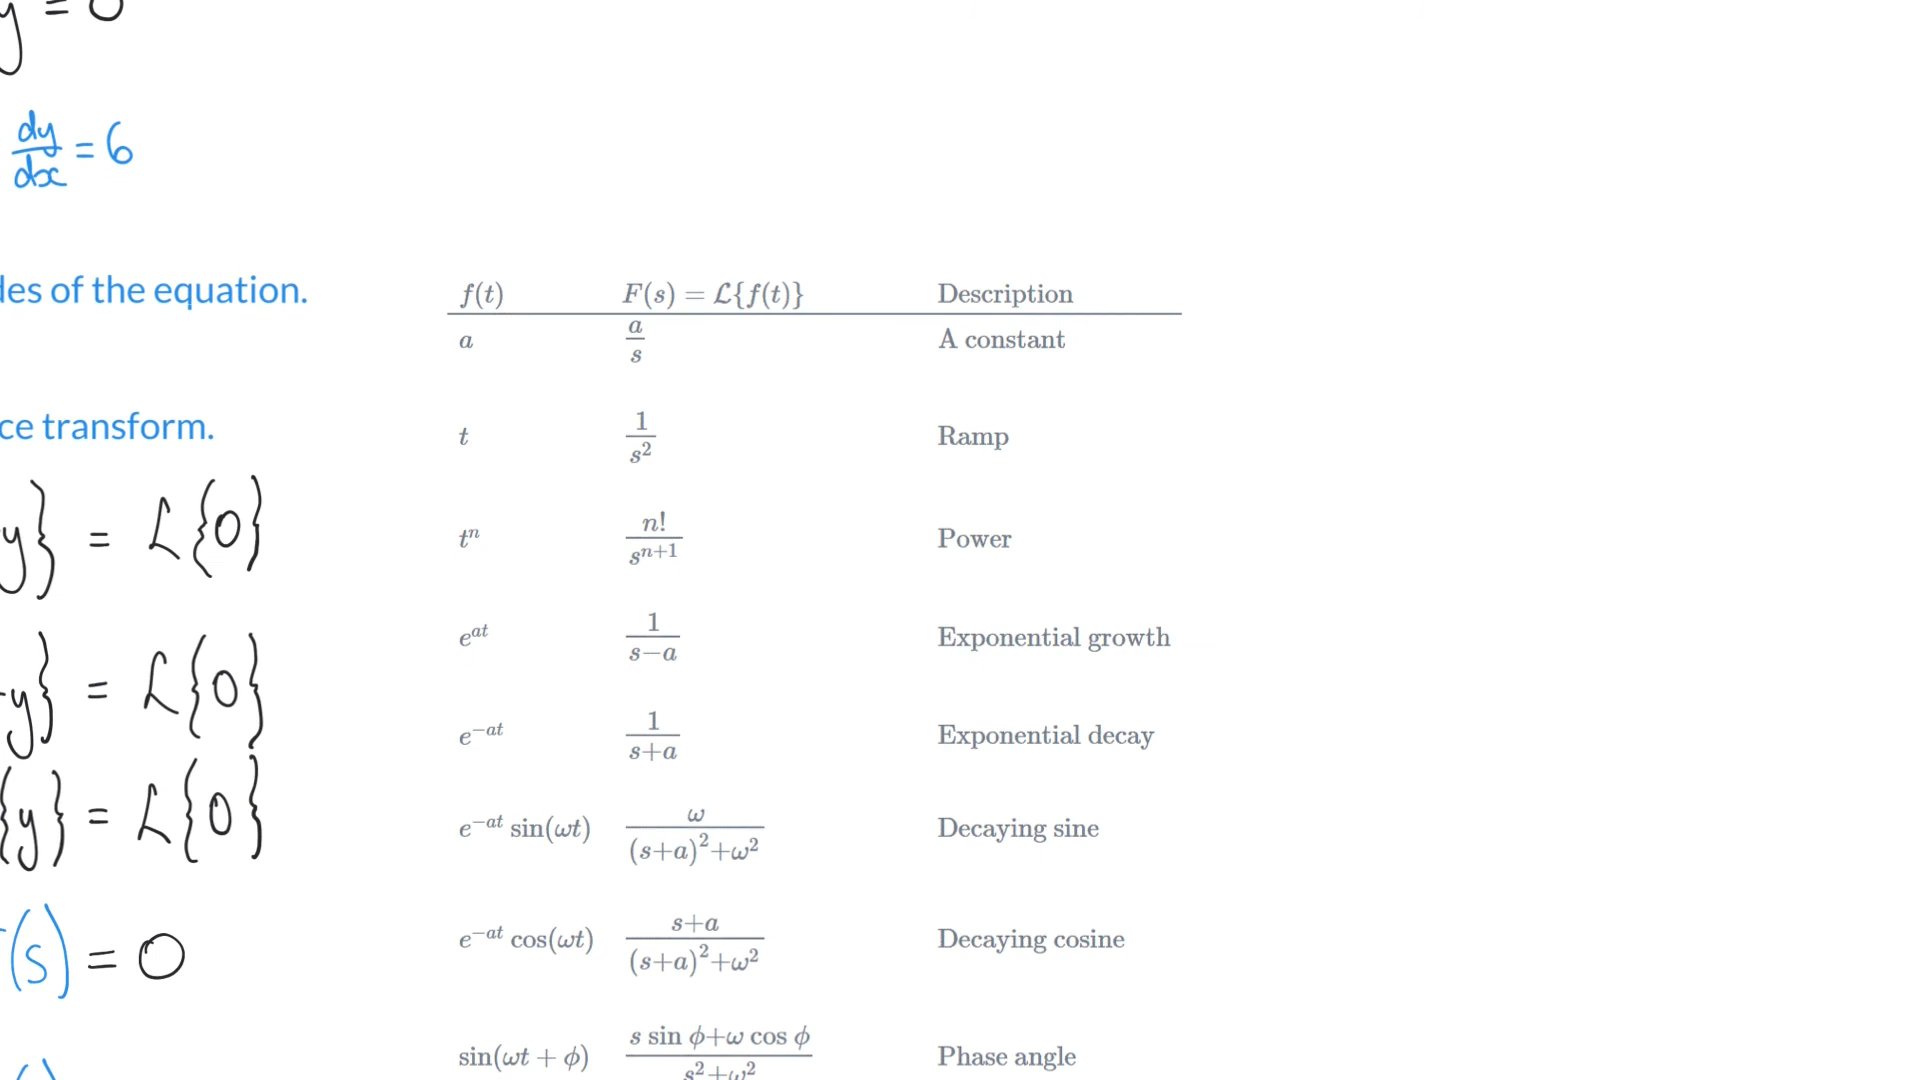 y = 0
dy/dx = 6
des of the equation.
ce transform.
y} = ℒ{0}
y} = ℒ{0}
{y} = ℒ{0}
(s) = 0
f(t) F(s) = ℒ{f(t)} Description
a a/s A constant
t 1/s² Ramp
tⁿ n!/sⁿ⁺¹ Power
e^{at} 1/(s−a) Exponential growth
e^{−at} 1/(s+a) Exponential decay
e^{−at} sin(ωt) ω/((s+a)²+ω²) Decaying sine
e^{−at} cos(ωt) (s+a)/((s+a)²+ω²) Decaying cosine
sin(ωt + ϕ) (s sin ϕ+ω cos ϕ)/(s²+ω²) Phase angle